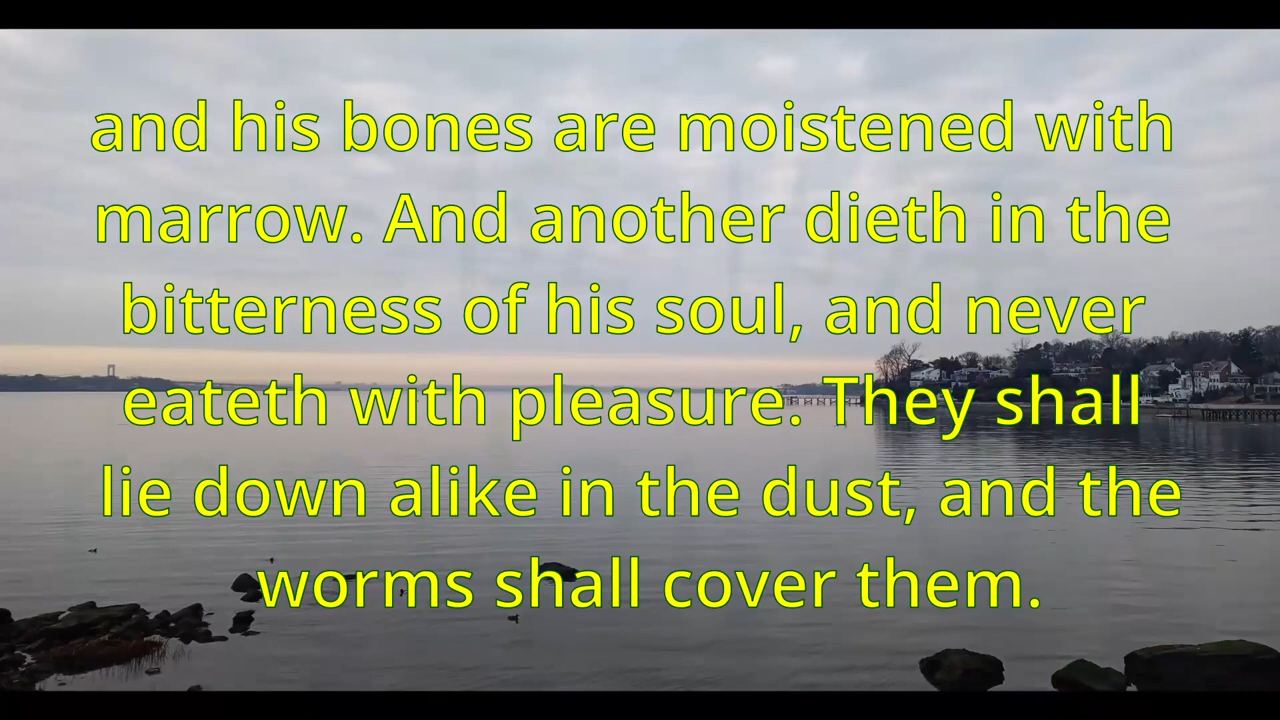 and his bones are moistened with
marrow. And another dieth in the
bitterness of his soul, and never
eateth with pleasure. They shall
lie down alike in the dust, and the
worms shall cover them.